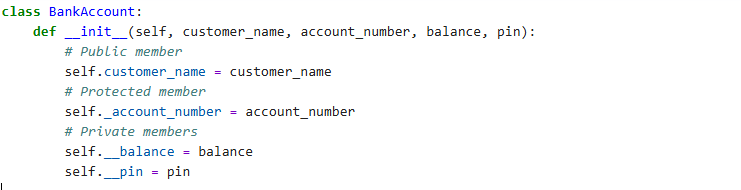 class BankAccount:
    def __init__(self, customer_name, account_number, balance, pin):
        # Public member
        self.customer_name = customer_name
        # Protected member
        self._account_number = account_number
        # Private members
        self.__balance = balance
        self.__pin = pin